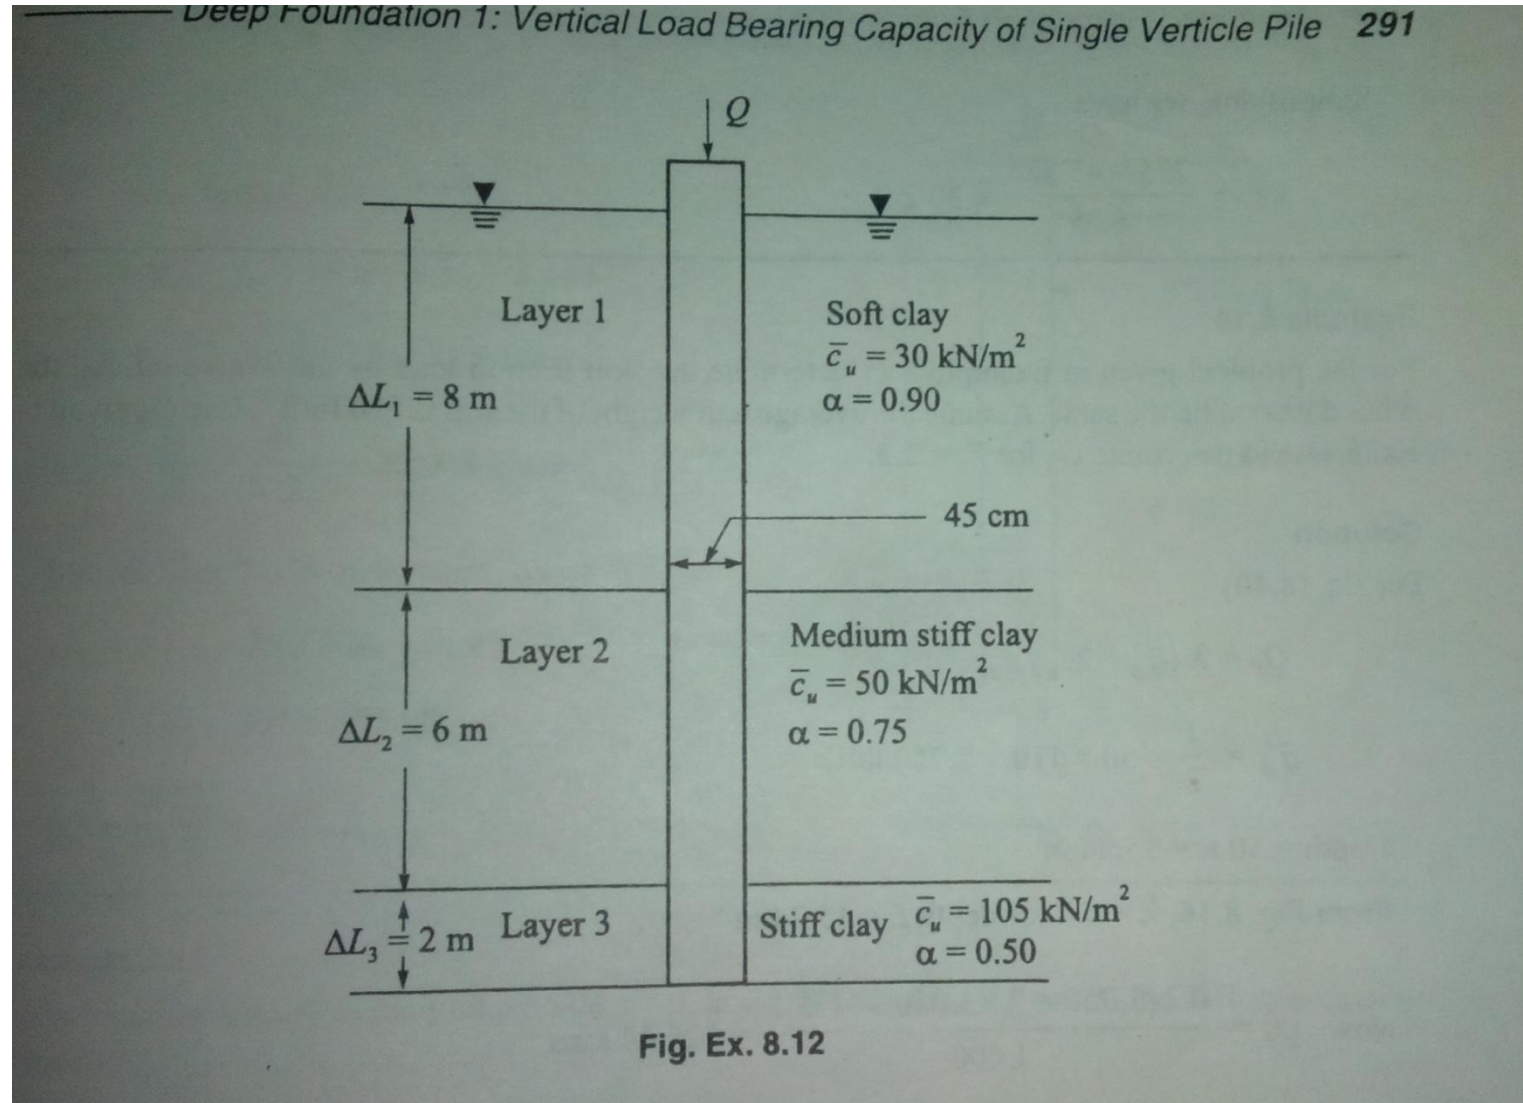 Deep Foundation 1: Vertical Load Bearing Capacity of Single Verticle Pile 291
Q
Layer 1
ΔL₁ = 8 m
Soft clay
c̄ᵤ = 30 kN/m²
α = 0.90
45 cm
Layer 2
ΔL₂ = 6 m
Medium stiff clay
c̄ᵤ = 50 kN/m²
α = 0.75
Layer 3
ΔL₃ = 2 m
Stiff clay c̄ᵤ = 105 kN/m²
α = 0.50
Fig. Ex. 8.12